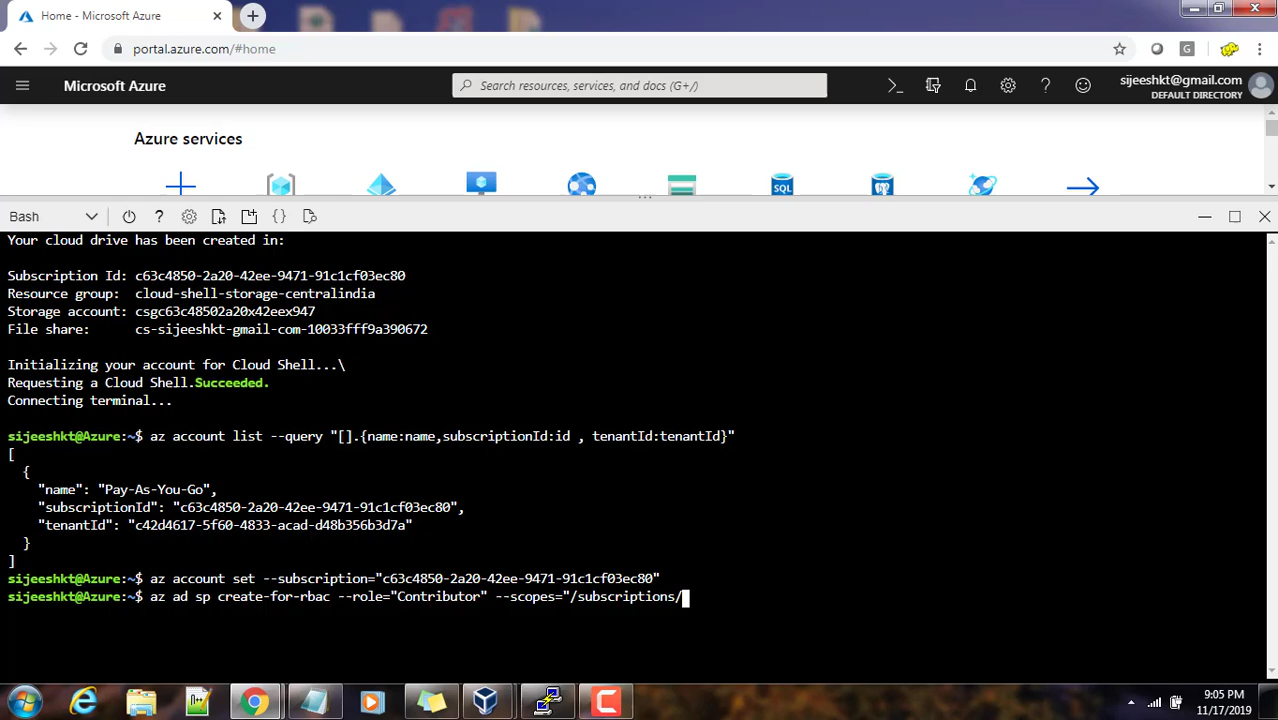 Home - Microsoft Azure
portal.azure.com/#home
G
Microsoft Azure
Search resources, services, and docs (G+/)
sijeeshkt@gmail.com
DEFAULT DIRECTORY
Azure services
SQL
Bash
Your cloud drive has been created in:
Subscription Id: c63c4850-2a20-42ee-9471-91c1cf03ec80
Resource group: cloud-shell-storage-centralindia
Storage account: csgc63c48502a20x42eex947
File share: cs-sijeeshkt-gmail-com-10033fff9a390672
Initializing your account for Cloud Shell...\
Requesting a Cloud Shell.Succeeded.
Connecting terminal...
sijeeshkt@Azure:~$ az account list --query "[].{name:name,subscriptionId:id , tenantId:tenantId}"
[
{
"name": "Pay-As-You-Go",
"subscriptionId": "c63c4850-2a20-42ee-9471-91c1cf03ec80",
"tenantId": "c42d4617-5f60-4833-acad-d48b356b3d7a"
}
]
sijeeshkt@Azure:~$ az account set --subscription="c63c4850-2a20-42ee-9471-91c1cf03ec80"
sijeeshkt@Azure:~$ az ad sp create-for-rbac --role="Contributor" --scopes="/subscriptions/
9:05 PM
11/17/2019